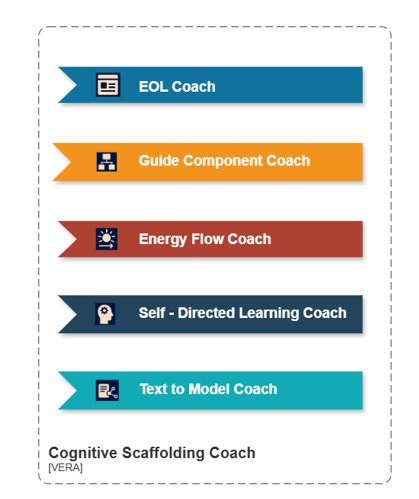 EOL Coach
Guide Component Coach
Energy Flow Coach
Self - Directed Learning Coach
Text to Model Coach
Cognitive Scaffolding Coach
[VERA]